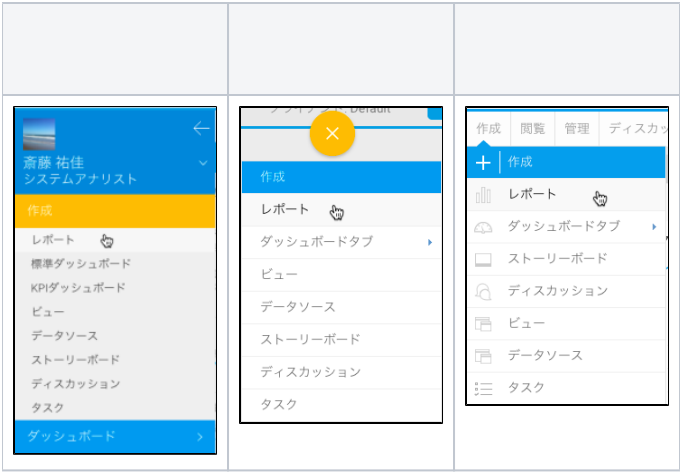 斎藤 祐佳
システムアナリスト
作成
レポート
標準ダッシュボード
KPIダッシュボード
ビュー
データソース
ストーリーボード
ディスカッション
タスク
ダッシュボード
Default
作成
レポート
ダッシュボードタブ
ビュー
データソース
ストーリーボード
ディスカッション
タスク
作成 閲覧 管理 ディスカッ
作成
レポート
ダッシュボードタブ
ストーリーボード
ディスカッション
ビュー
データソース
タスク